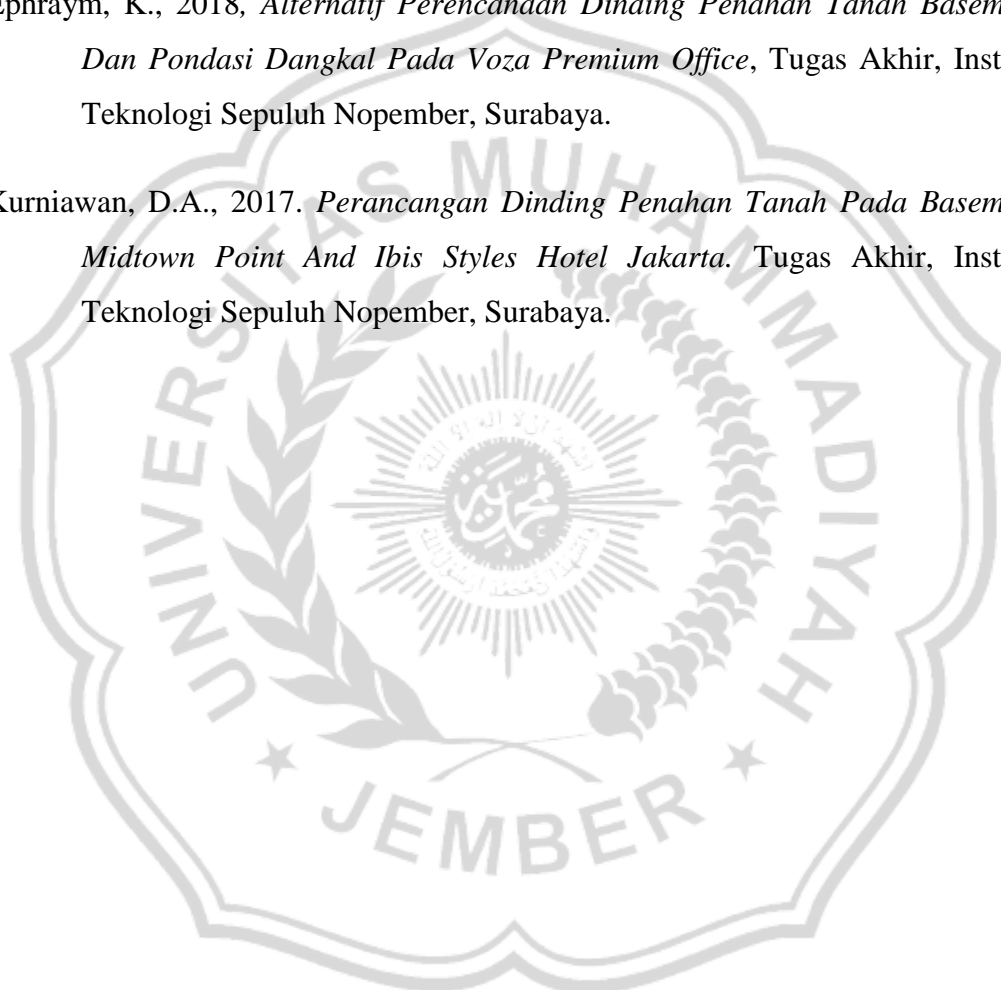 Ephraym, K., 2018, Alternatif Perencanaan Dinding Penahan Tanah Basem
Dan Pondasi Dangkal Pada Voza Premium Office, Tugas Akhir, Inst
Teknologi Sepuluh Nopember, Surabaya.
Kurniawan, D.A., 2017. Perancangan Dinding Penahan Tanah Pada Basem
Midtown Point And Ibis Styles Hotel Jakarta. Tugas Akhir, Inst
Teknologi Sepuluh Nopember, Surabaya.
UNIVERSITAS MUHAMMADIYAH
JEMBER